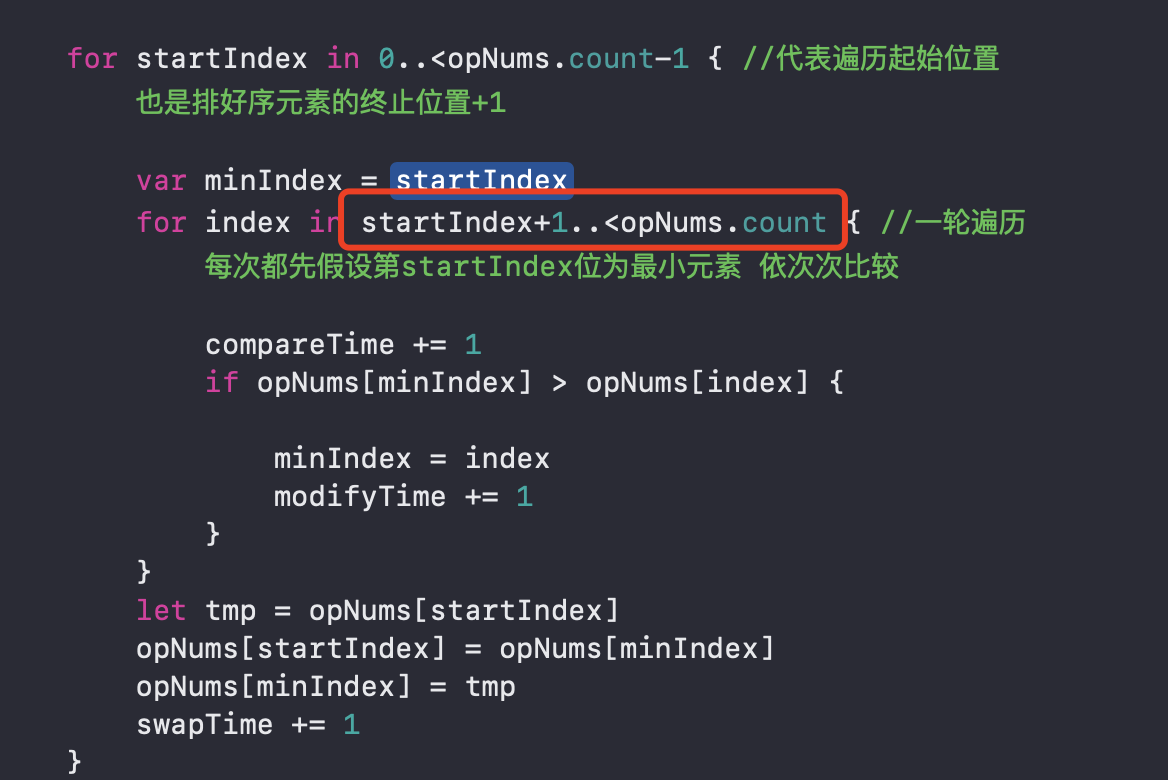 for startIndex in 0..<opNums.count-1 { //代表遍历起始位置
也是排好序元素的终止位置+1
var minIndex = startIndex
for index in startIndex+1..<opNums.count { //一轮遍历
每次都先假设第startIndex位为最小元素 依次次比较
compareTime += 1
if opNums[minIndex] > opNums[index] {
minIndex = index
modifyTime += 1
}
}
let tmp = opNums[startIndex]
opNums[startIndex] = opNums[minIndex]
opNums[minIndex] = tmp
swapTime += 1
}